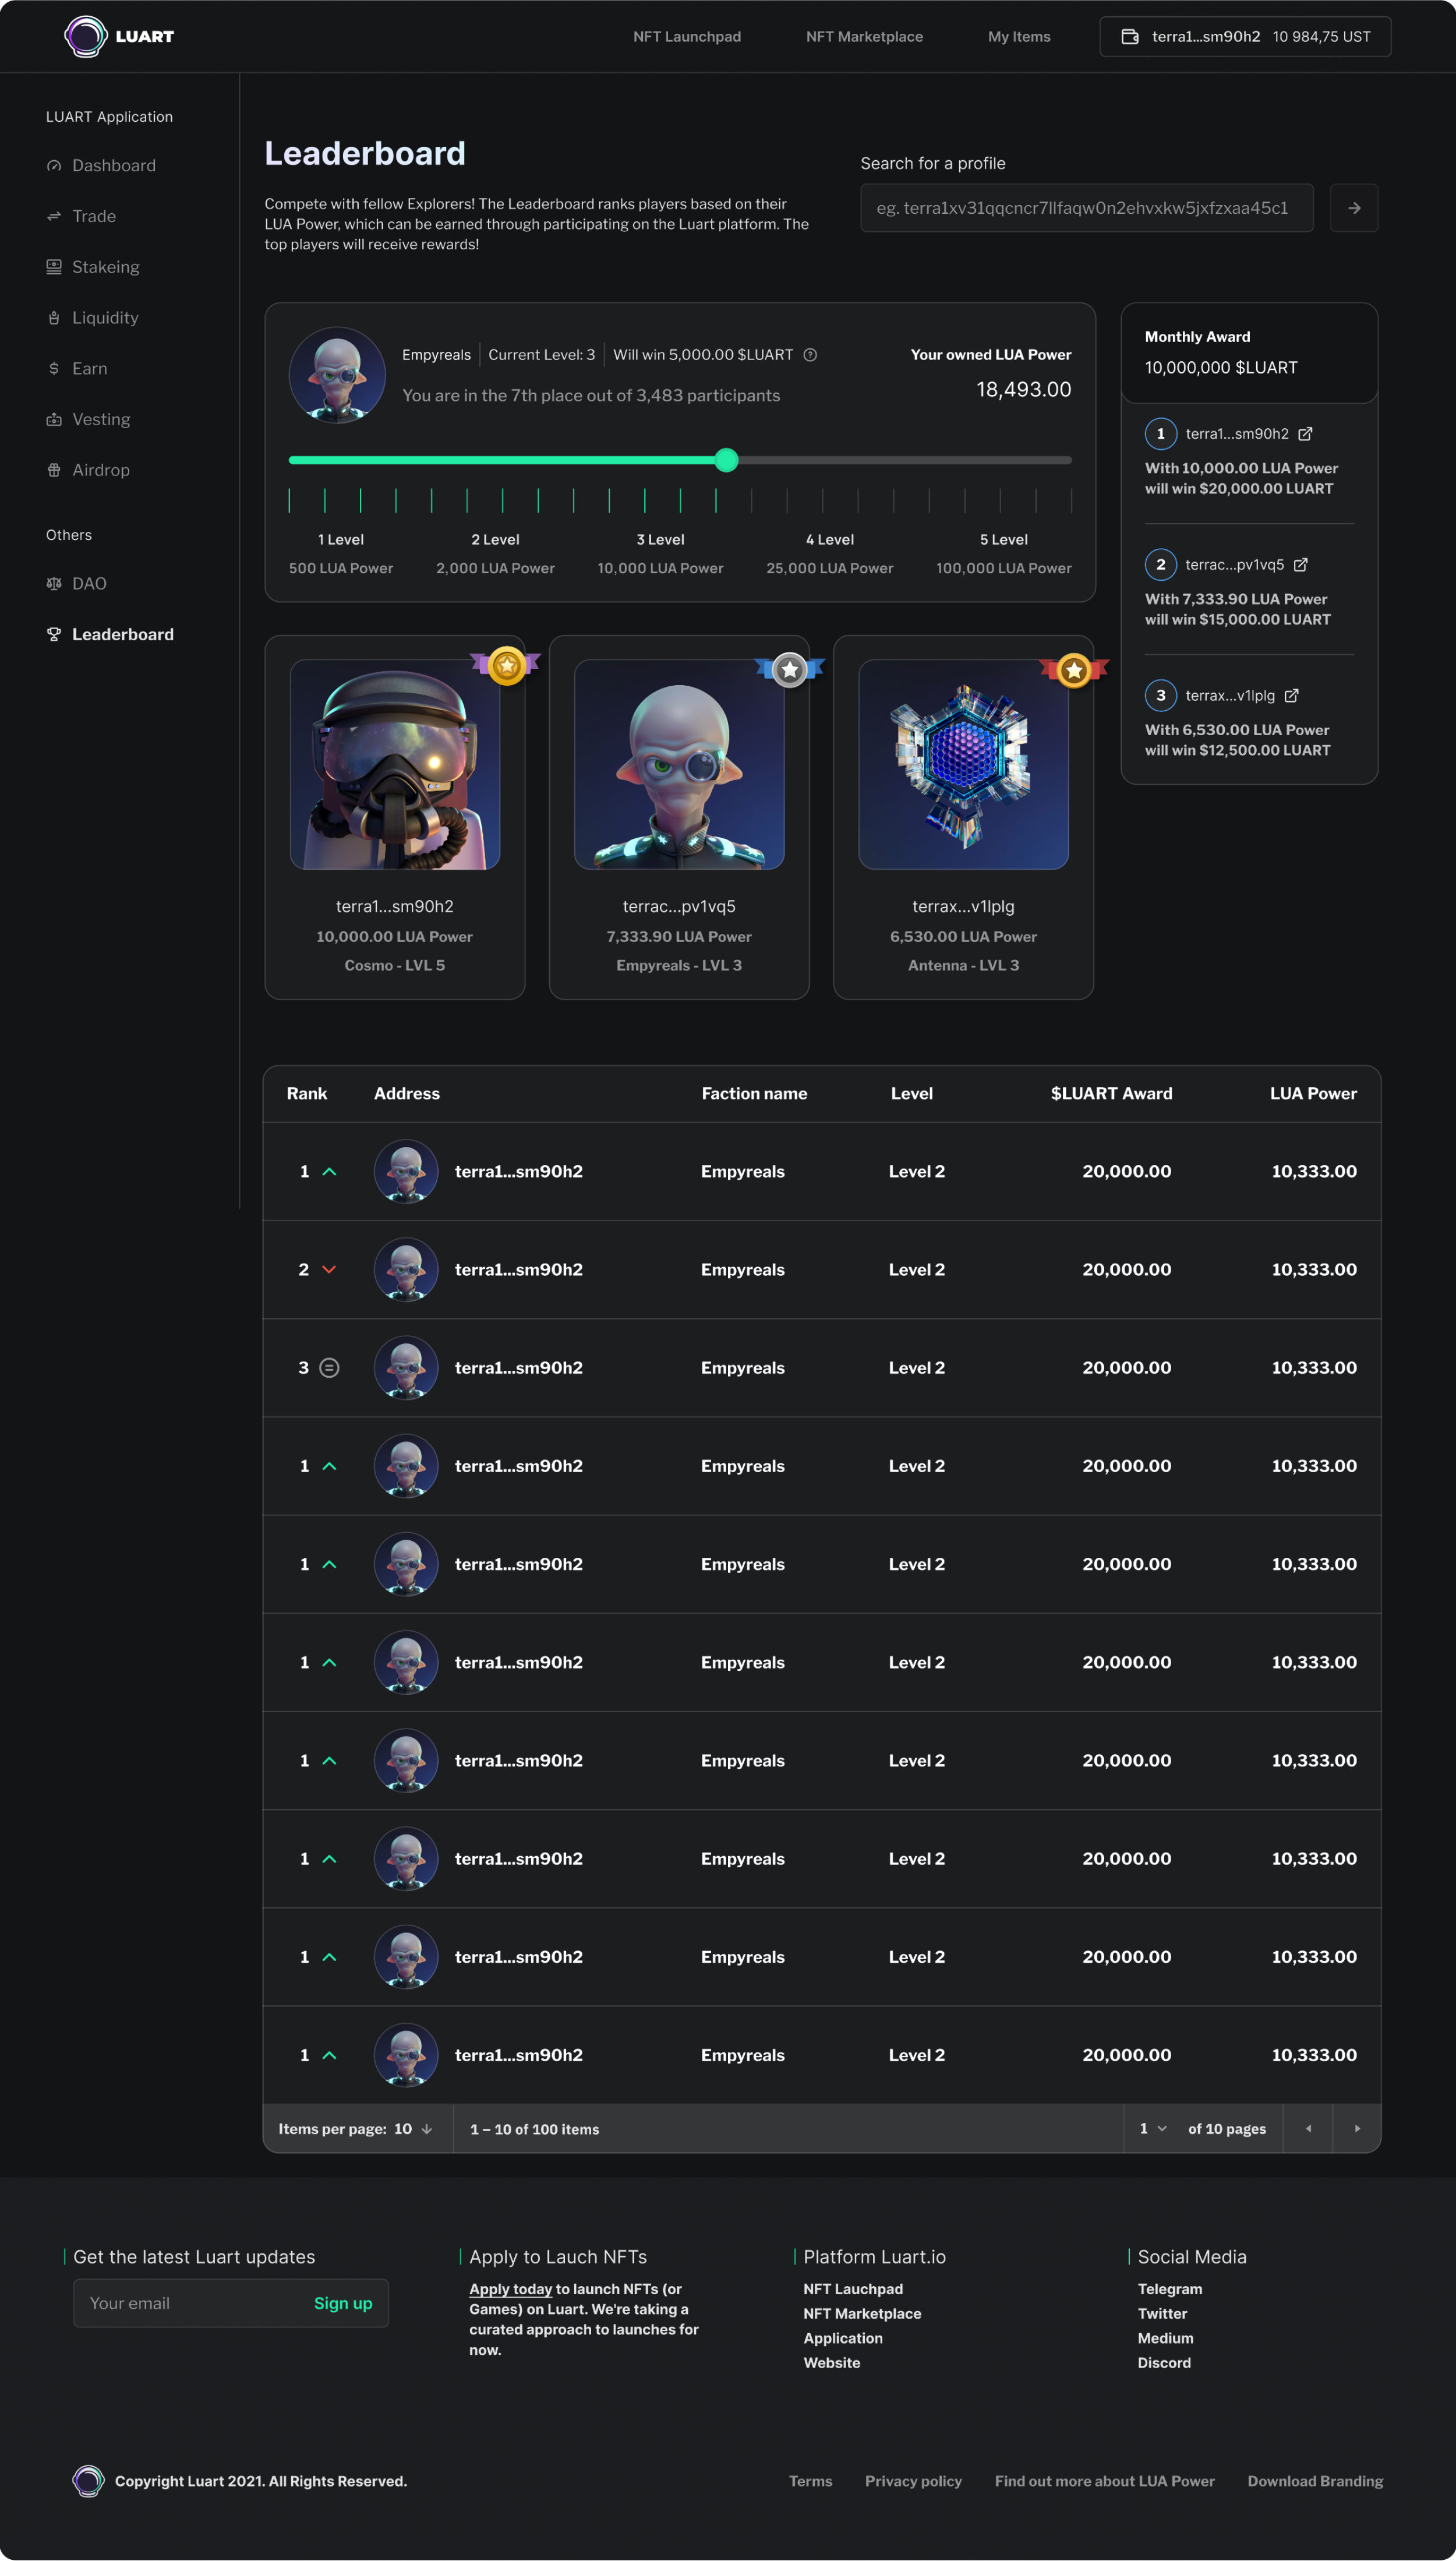 LUART
NFT Launchpad
NFT Marketplace
My Items
terra1...sm90h2 10 984,75 UST
LUART Application
Dashboard
Trade
Stakeing
Liquidity
Earn
Vesting
Airdrop
Others
DAO
Leaderboard
Leaderboard
Compete with fellow Explorers! The Leaderboard ranks players based on their
LUA Power, which can be earned through participating on the Luart platform. The
top players will receive rewards!
Search for a profile
eg. terra1xv31qqcncr7llfaqw0n2ehvxkw5jxfzxaa45c1
Empyreals
Current Level: 3
Will win 5,000.00 $LUART
You are in the 7th place out of 3,483 participants
Your owned LUA Power
18,493.00
1 Level
2 Level
3 Level
4 Level
5 Level
500 LUA Power
2,000 LUA Power
10,000 LUA Power
25,000 LUA Power
100,000 LUA Power
Monthly Award
10,000,000 $LUART
1 terra1...sm90h2
With 10,000.00 LUA Power
will win $20,000.00 LUART
2 terrac...pv1vq5
With 7,333.90 LUA Power
will win $15,000.00 LUART
3 terrax...v1lplg
With 6,530.00 LUA Power
will win $12,500.00 LUART
terra1...sm90h2
10,000.00 LUA Power
Cosmo - LVL 5
terrac...pv1vq5
7,333.90 LUA Power
Empyreals - LVL 3
terrax...v1lplg
6,530.00 LUA Power
Antenna - LVL 3
Rank Address Faction name Level $LUART Award LUA Power
1 terra1...sm90h2 Empyreals Level 2 20,000.00 10,333.00
2 terra1...sm90h2 Empyreals Level 2 20,000.00 10,333.00
3 terra1...sm90h2 Empyreals Level 2 20,000.00 10,333.00
1 terra1...sm90h2 Empyreals Level 2 20,000.00 10,333.00
1 terra1...sm90h2 Empyreals Level 2 20,000.00 10,333.00
1 terra1...sm90h2 Empyreals Level 2 20,000.00 10,333.00
1 terra1...sm90h2 Empyreals Level 2 20,000.00 10,333.00
1 terra1...sm90h2 Empyreals Level 2 20,000.00 10,333.00
1 terra1...sm90h2 Empyreals Level 2 20,000.00 10,333.00
1 terra1...sm90h2 Empyreals Level 2 20,000.00 10,333.00
Items per page: 10
1 – 10 of 100 items
1 of 10 pages
Get the latest Luart updates
Your email
Sign up
Apply to Lauch NFTs
Apply today to launch NFTs (or
Games) on Luart. We're taking a
curated approach to launches for
now.
Platform Luart.io
NFT Lauchpad
NFT Marketplace
Application
Website
Social Media
Telegram
Twitter
Medium
Discord
Copyright Luart 2021. All Rights Reserved.
Terms
Privacy policy
Find out more about LUA Power
Download Branding